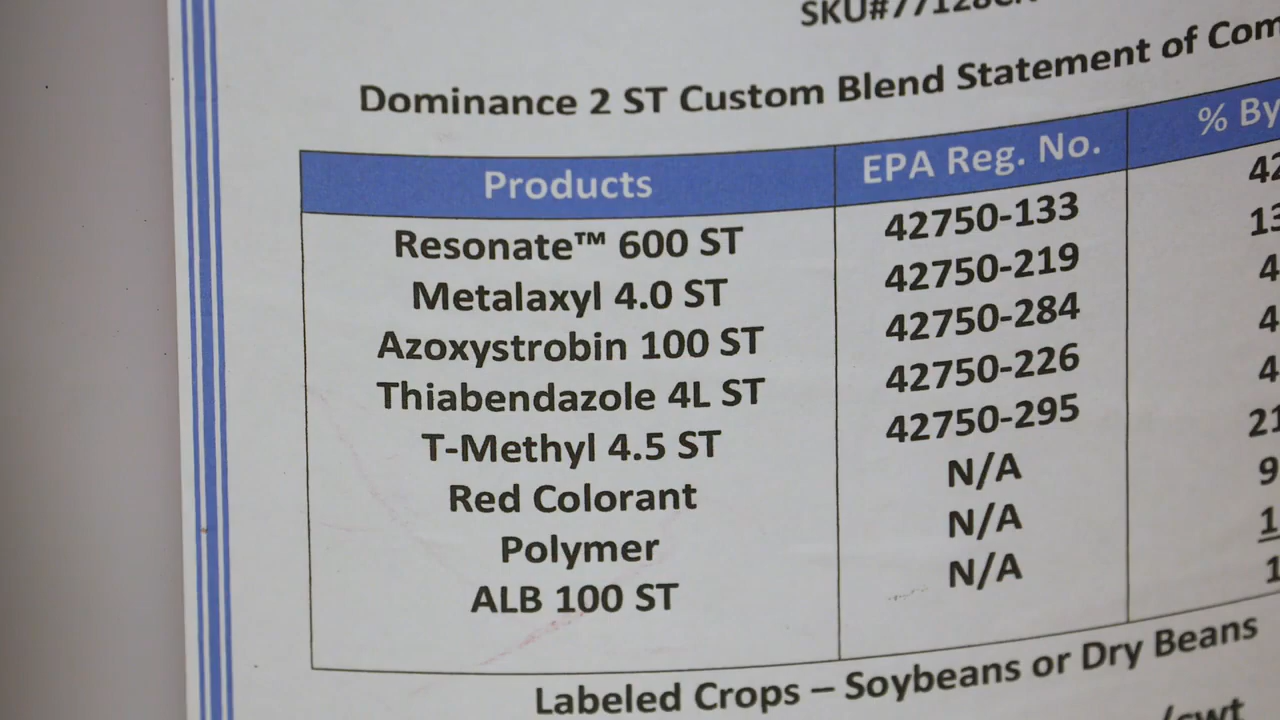 Dominance 2 ST Custom Blend Statement of
Products EPA Reg. No. % By
Resonate™ 600 ST 42750-133
Metalaxyl 4.0 ST 42750-219
Azoxystrobin 100 ST 42750-284
Thiabendazole 4L ST 42750-226
T-Methyl 4.5 ST 42750-295
Red Colorant N/A
Polymer N/A
ALB 100 ST N/A
Labeled Crops – Soybeans or Dry Beans